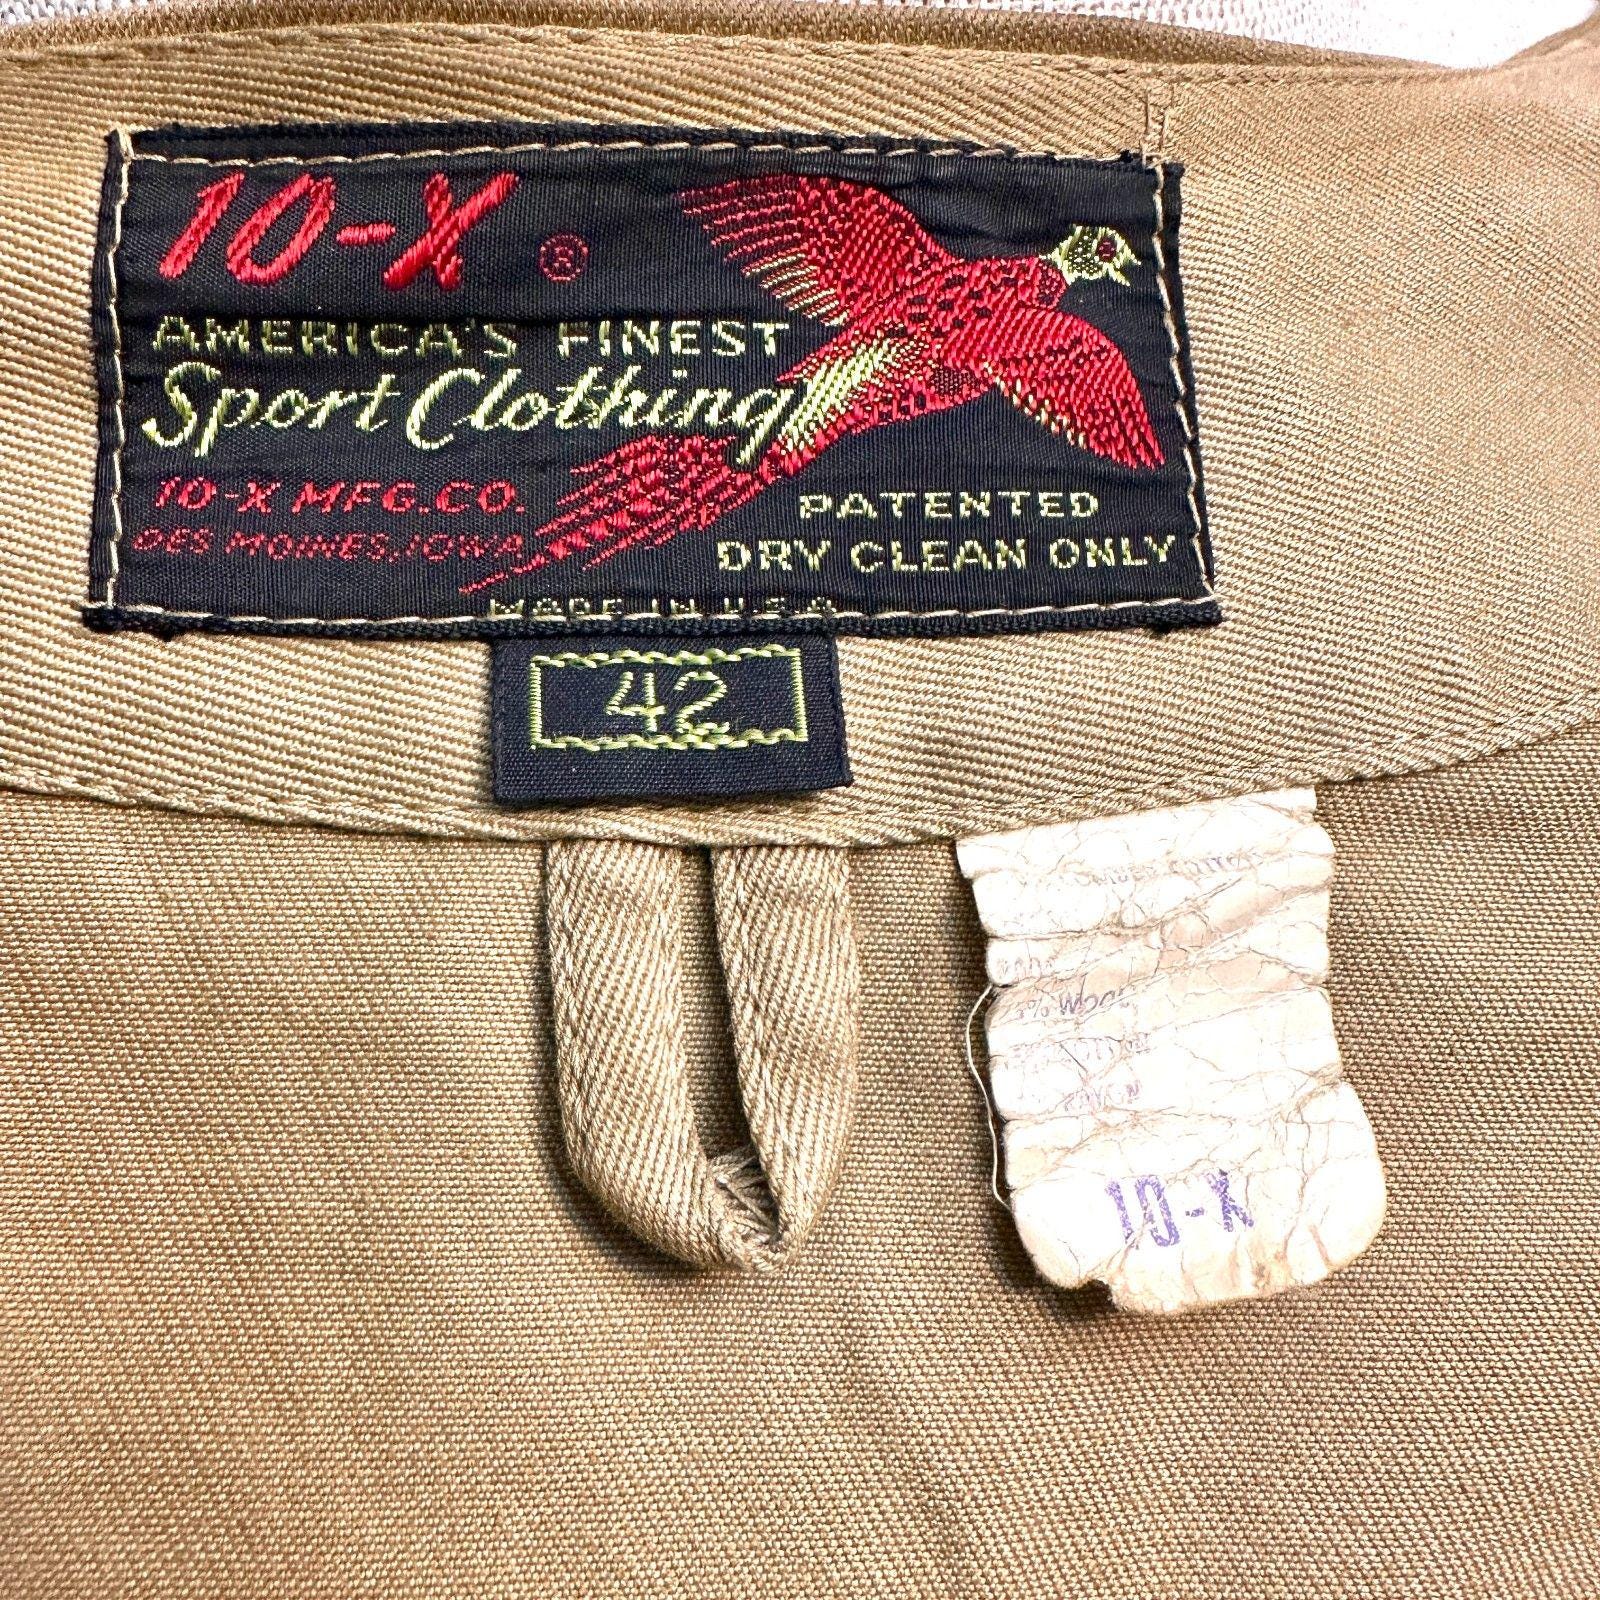 10-X ®
AMERICA'S FINEST
Sport Clothing
10-X MFG. CO.
DES MOINES, IOWA
PATENTED
DRY CLEAN ONLY
MADE IN U.S.A.
42
RAYON
10-X